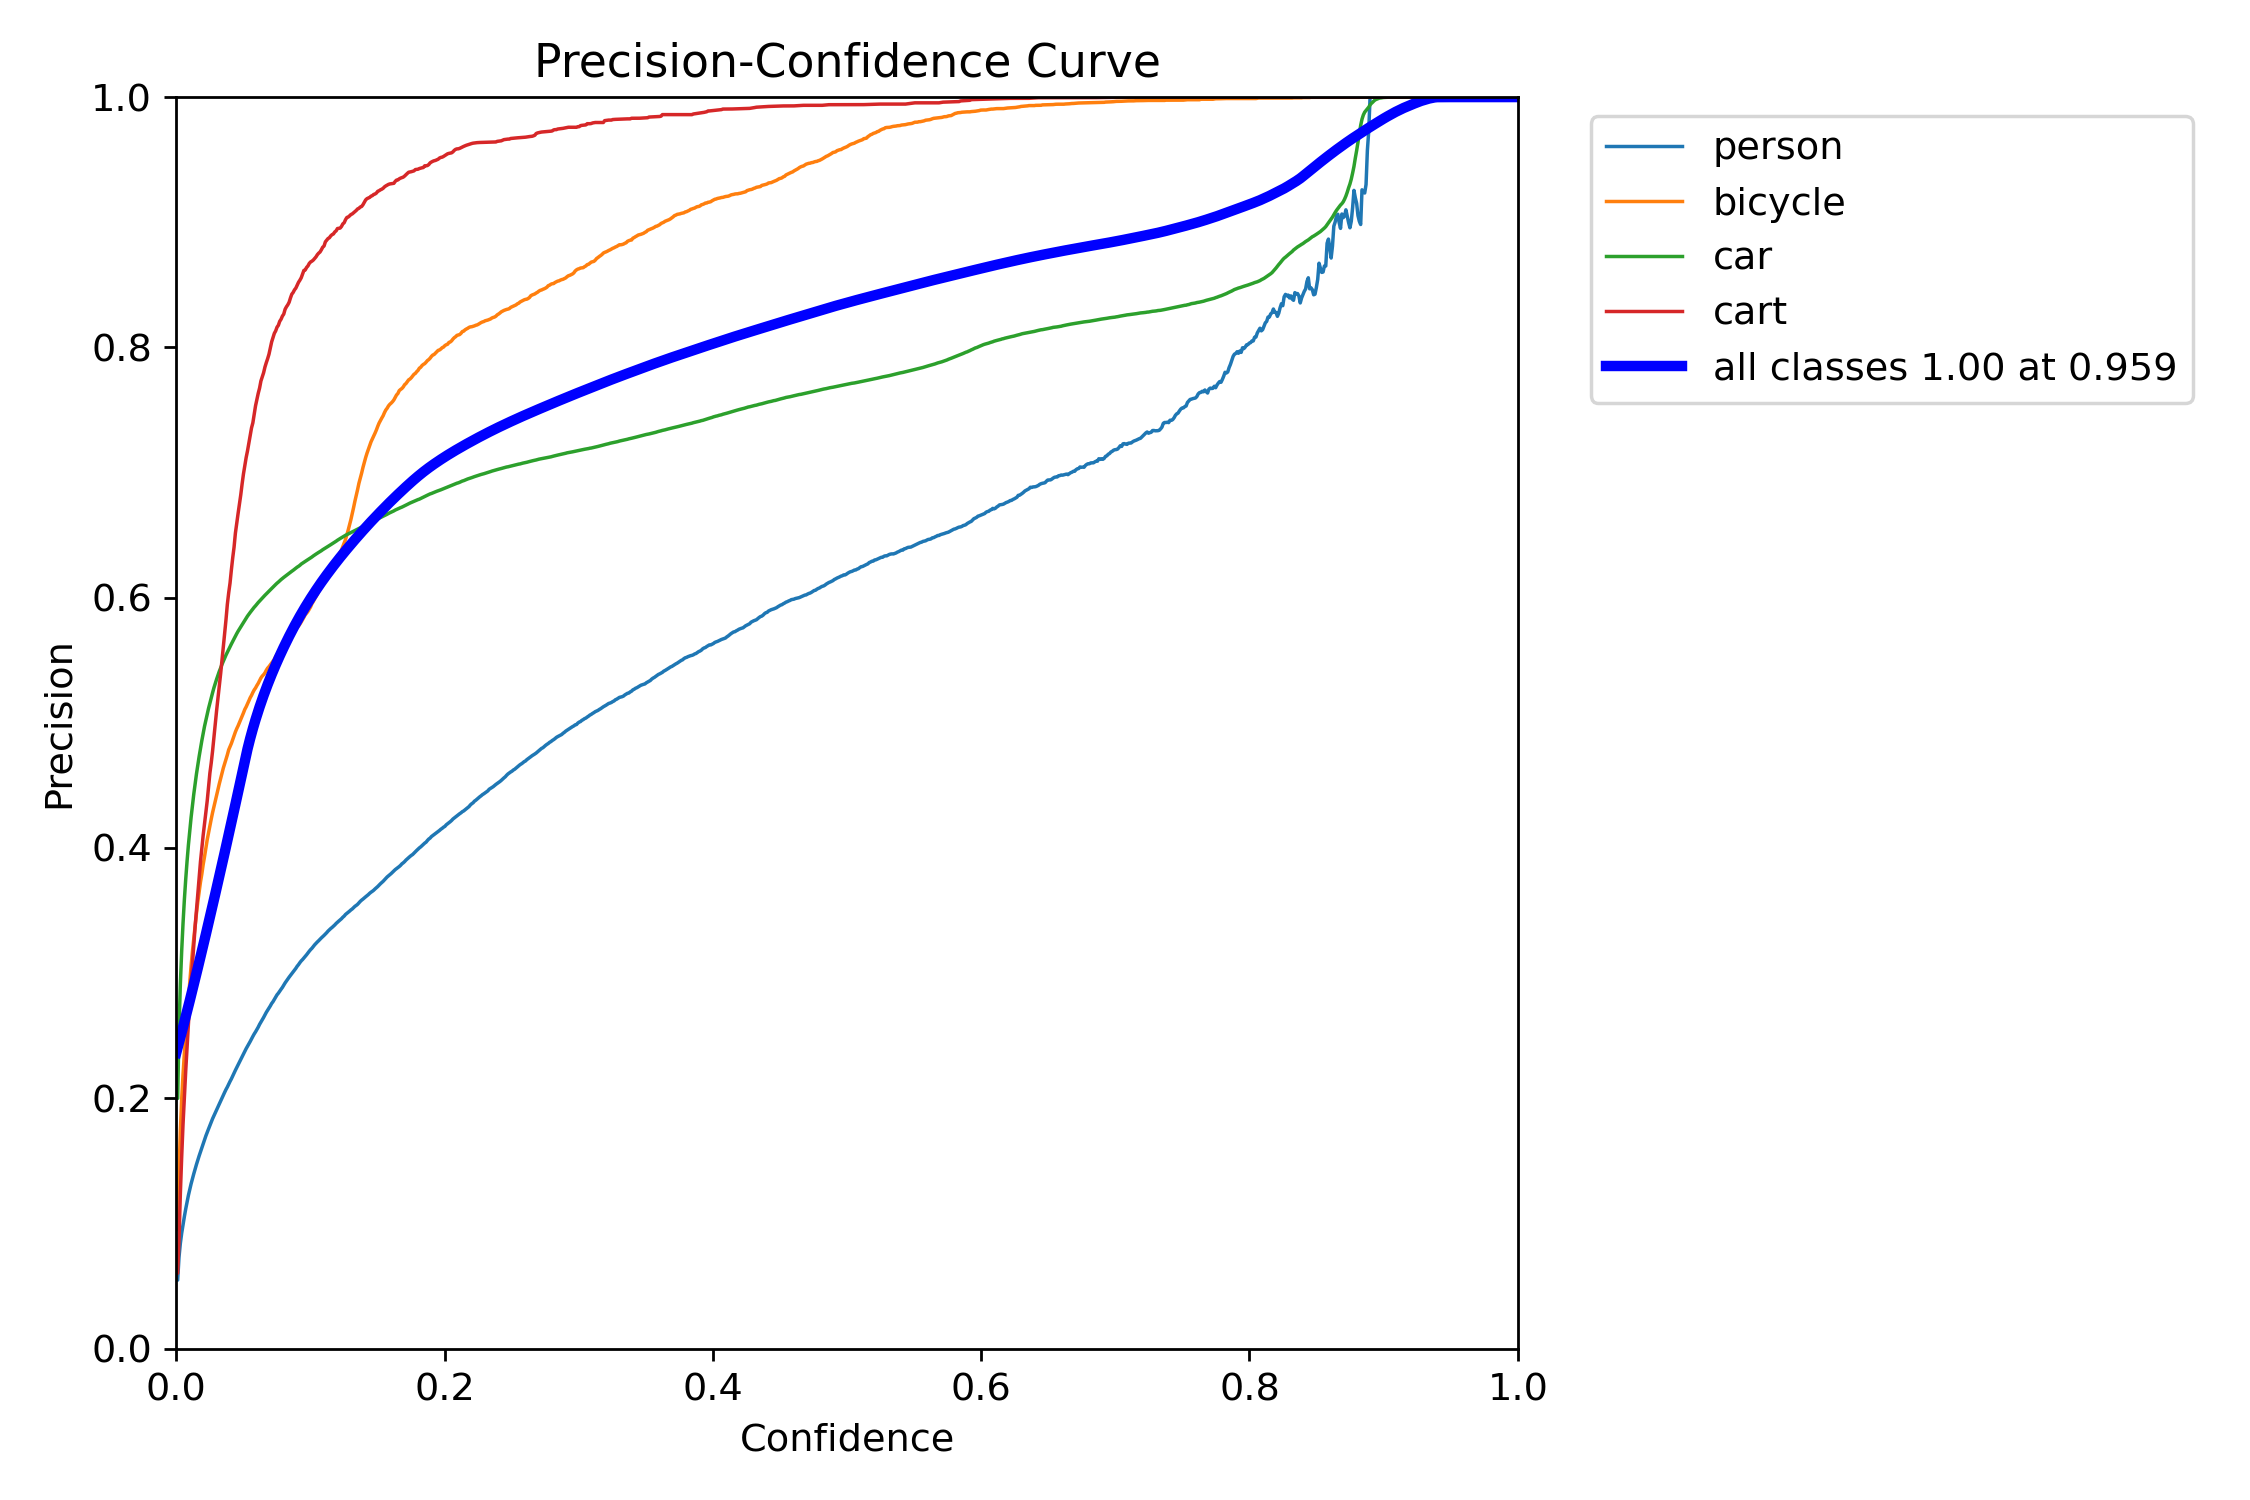 Precision-Confidence Curve
1.0
0.8
0.6
0.4
0.2
0.0
Precision
0.0 0.2 0.4 0.6 0.8 1.0
Confidence
person
bicycle
car
cart
all classes 1.00 at 0.959